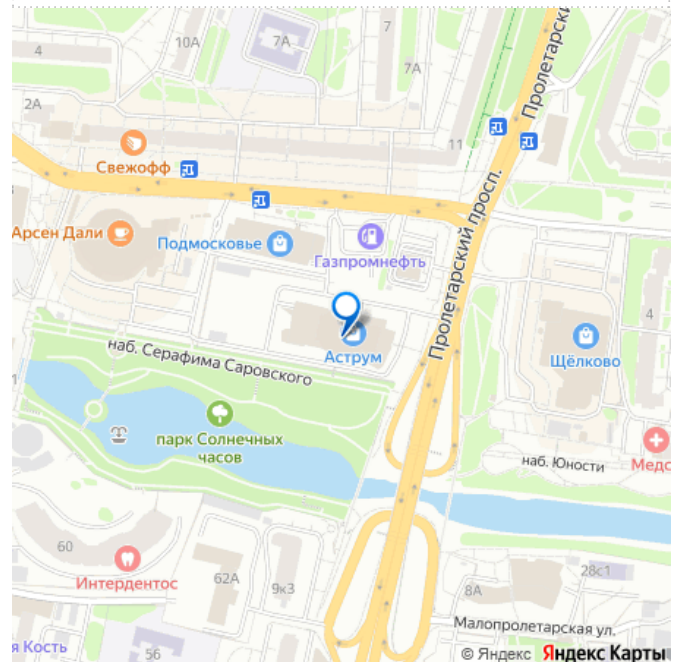 4
10А
7А
7
7А
2А
11
Пролетарский
Свежофф
Пролетарский просп.
Арсен Дали
Подмосковье
Газпромнефть
4
Аструм
Щёлково
наб. Серафима Саровского
1
парк Солнечных
часов
наб. Юности
Медс
60
Интердентос
62А
9к3
8А
28с1
Малопролетарская ул.
я Кость
56
© Яндекс Яндекс Карты